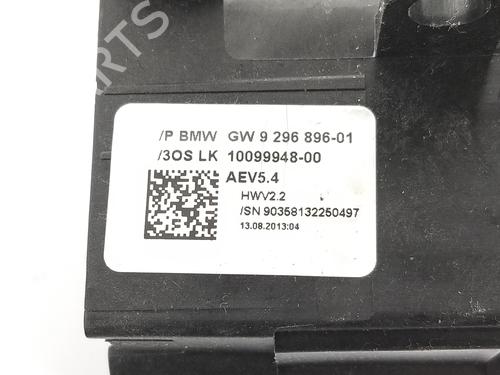 PARTS
/P BMW GW 9 296 896-01
/3OS LK 10099948-00
AEV5.4
HWV2.2
/SN 90358132250497
13.08.2013:04